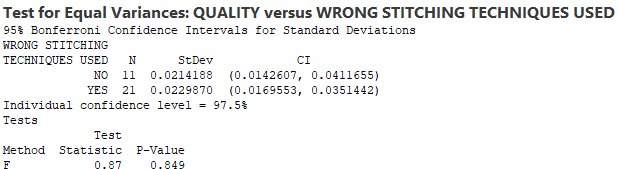 Test for Equal Variances: QUALITY versus WRONG STITCHING TECHNIQUES USED
95% Bonferroni Confidence Intervals for Standard Deviations
WRONG STITCHING
TECHNIQUES USED N StDev CI
NO 11 0.0214188 (0.0142607, 0.0411655)
YES 21 0.0229870 (0.0169553, 0.0351442)
Individual confidence level = 97.5%
Tests
Test
Method Statistic P-Value
F 0.87 0.849